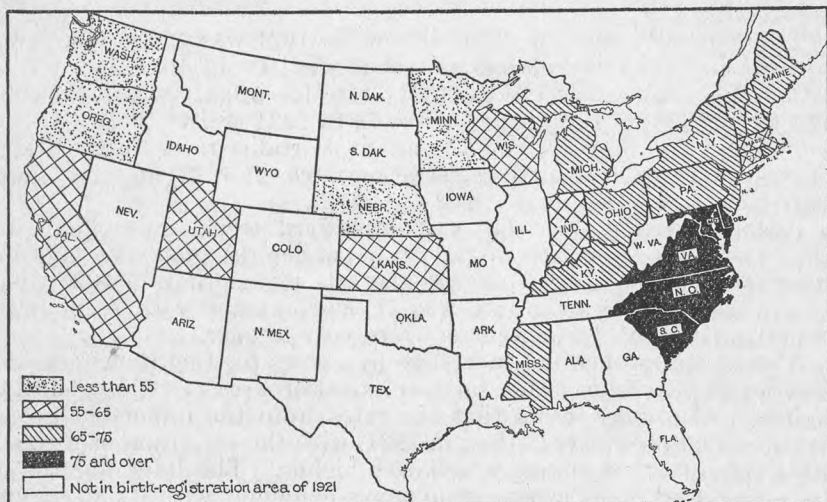 WASH.
OREG.
CAL.
NEV.
IDAHO
MONT.
WYO
UTAH
ARIZ
COLO.
N. MEX.
N. DAK.
S. DAK.
NEBR.
KANS.
OKLA.
TEX.
MINN.
IOWA
MO
ARK.
LA.
WIS.
ILL
MICH.
IND.
OHIO
KY.
TENN.
MISS.
ALA.
GA.
FLA.
S. C.
N. C.
VA.
W. VA.
PA.
N. Y.
N. J.
DEL.
MAINE
MASS.
R. I.
Less than 55
55-65
65-75
75 and over
Not in birth-registration area of 1921